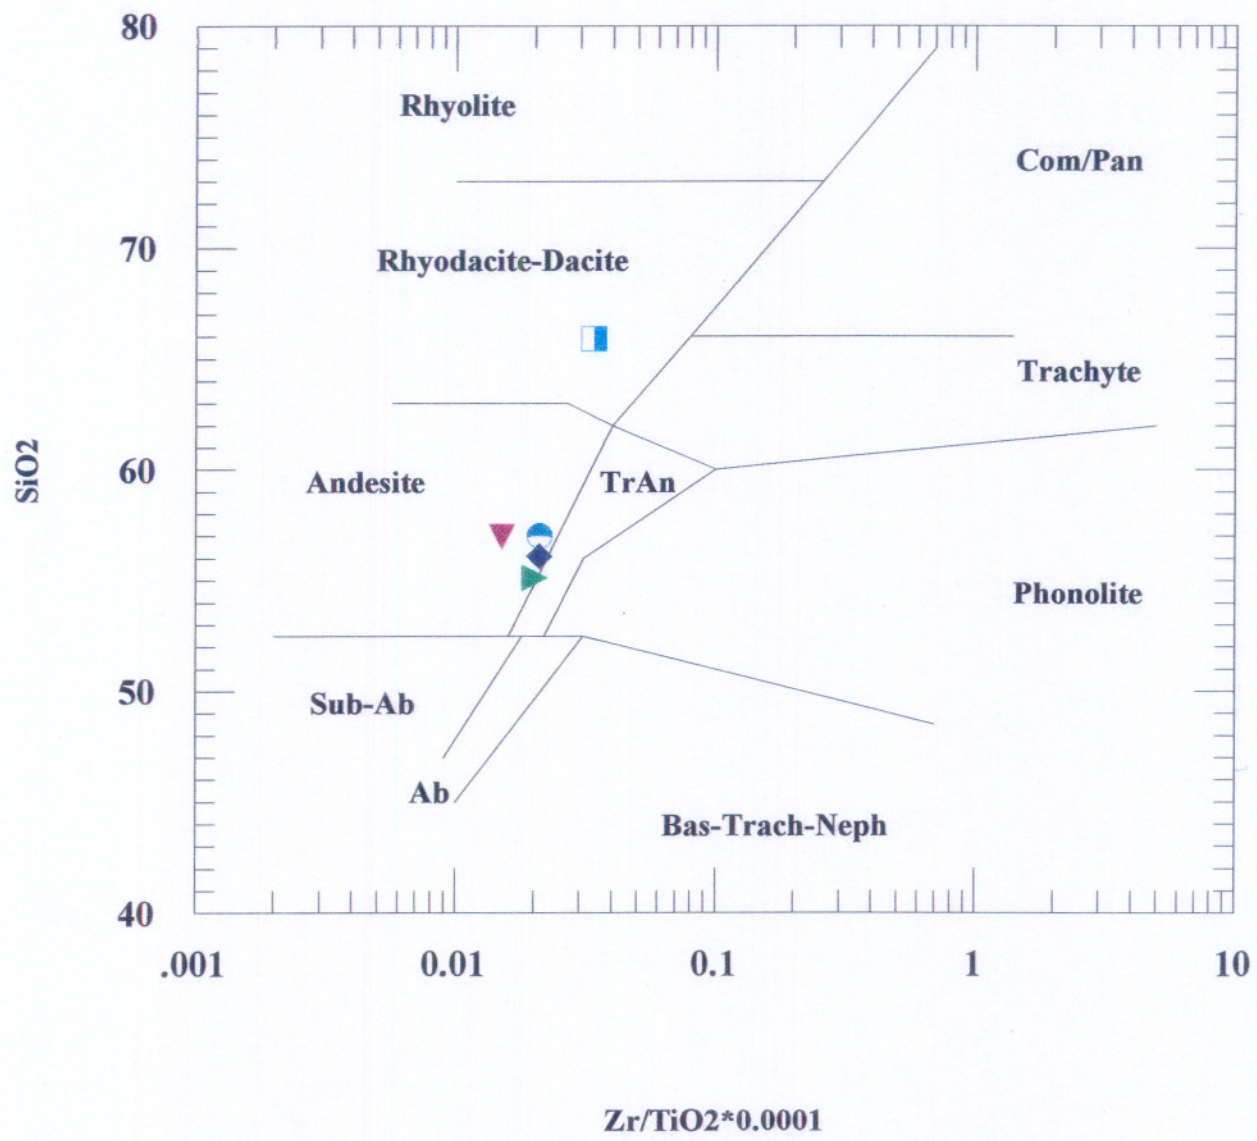 80
Rhyolite
Com/Pan
70
Rhyodacite-Dacite
Trachyte
SiO2
60
Andesite
TrAn
Phonolite
50
Sub-Ab
Ab
Bas-Trach-Neph
40
.001 0.01 0.1 1 10
Zr/TiO2*0.0001